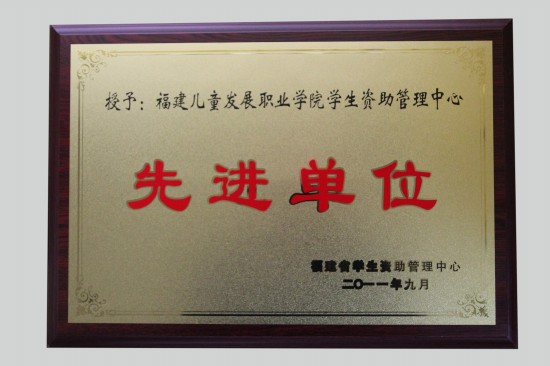 授予：福建儿童发展职业学院学生资助管理中心
先进单位
福建省学生资助管理中心
二〇一一年九月